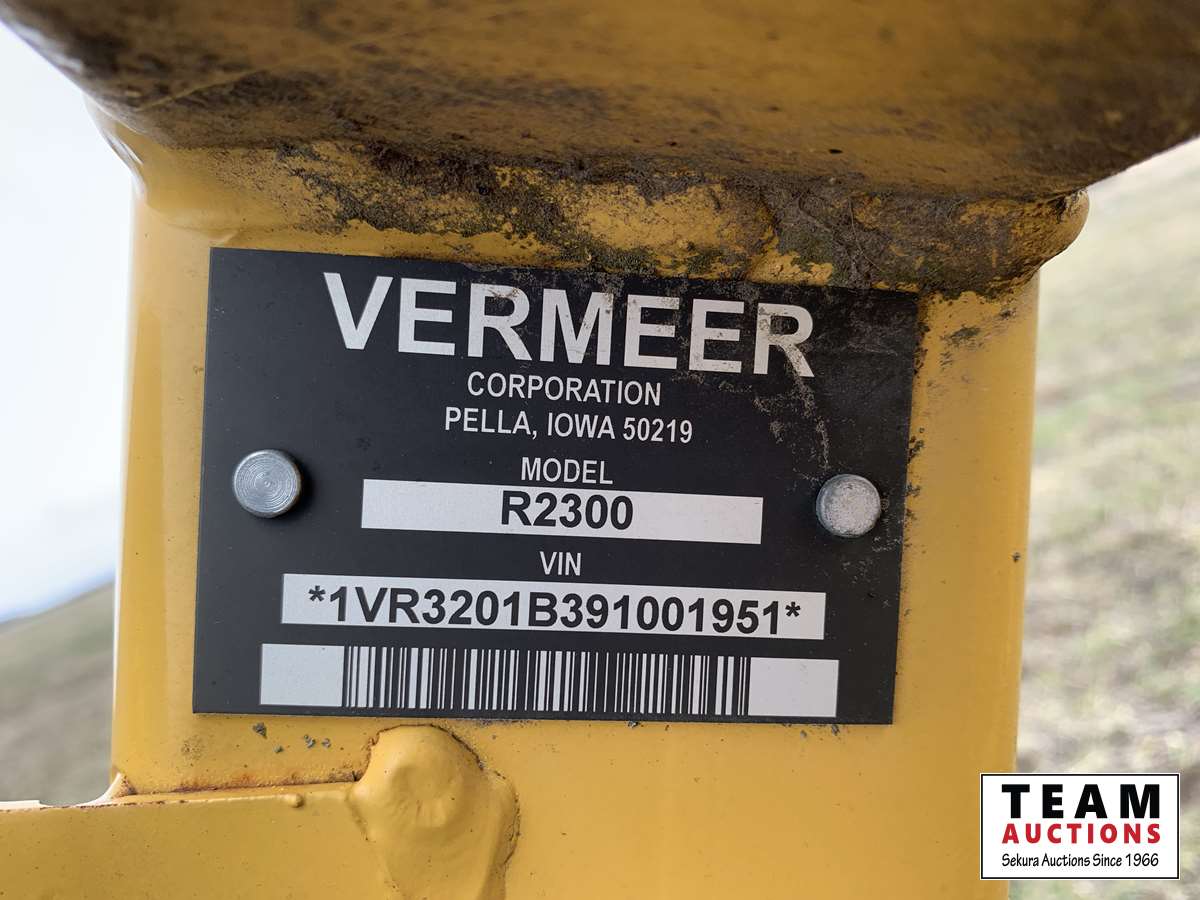 VERMEER
CORPORATION
PELLA, IOWA 50219
MODEL
R2300
VIN
*1VR3201B391001951*
TEAM
AUCTIONS
Sekura Auctions Since 1966